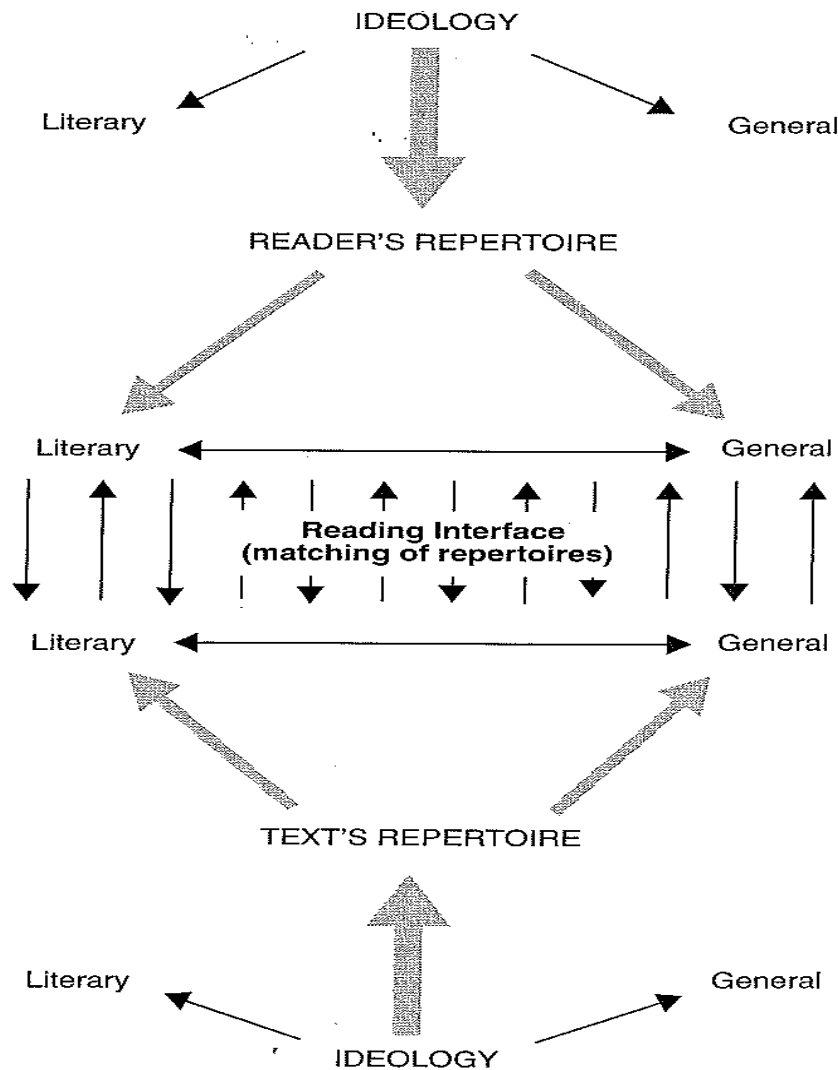 IDEOLOGY
Literary
General
READER'S REPERTOIRE
Literary
General
Reading Interface
(matching of repertoires)
Literary
General
TEXT'S REPERTOIRE
Literary
General
IDEOLOGY